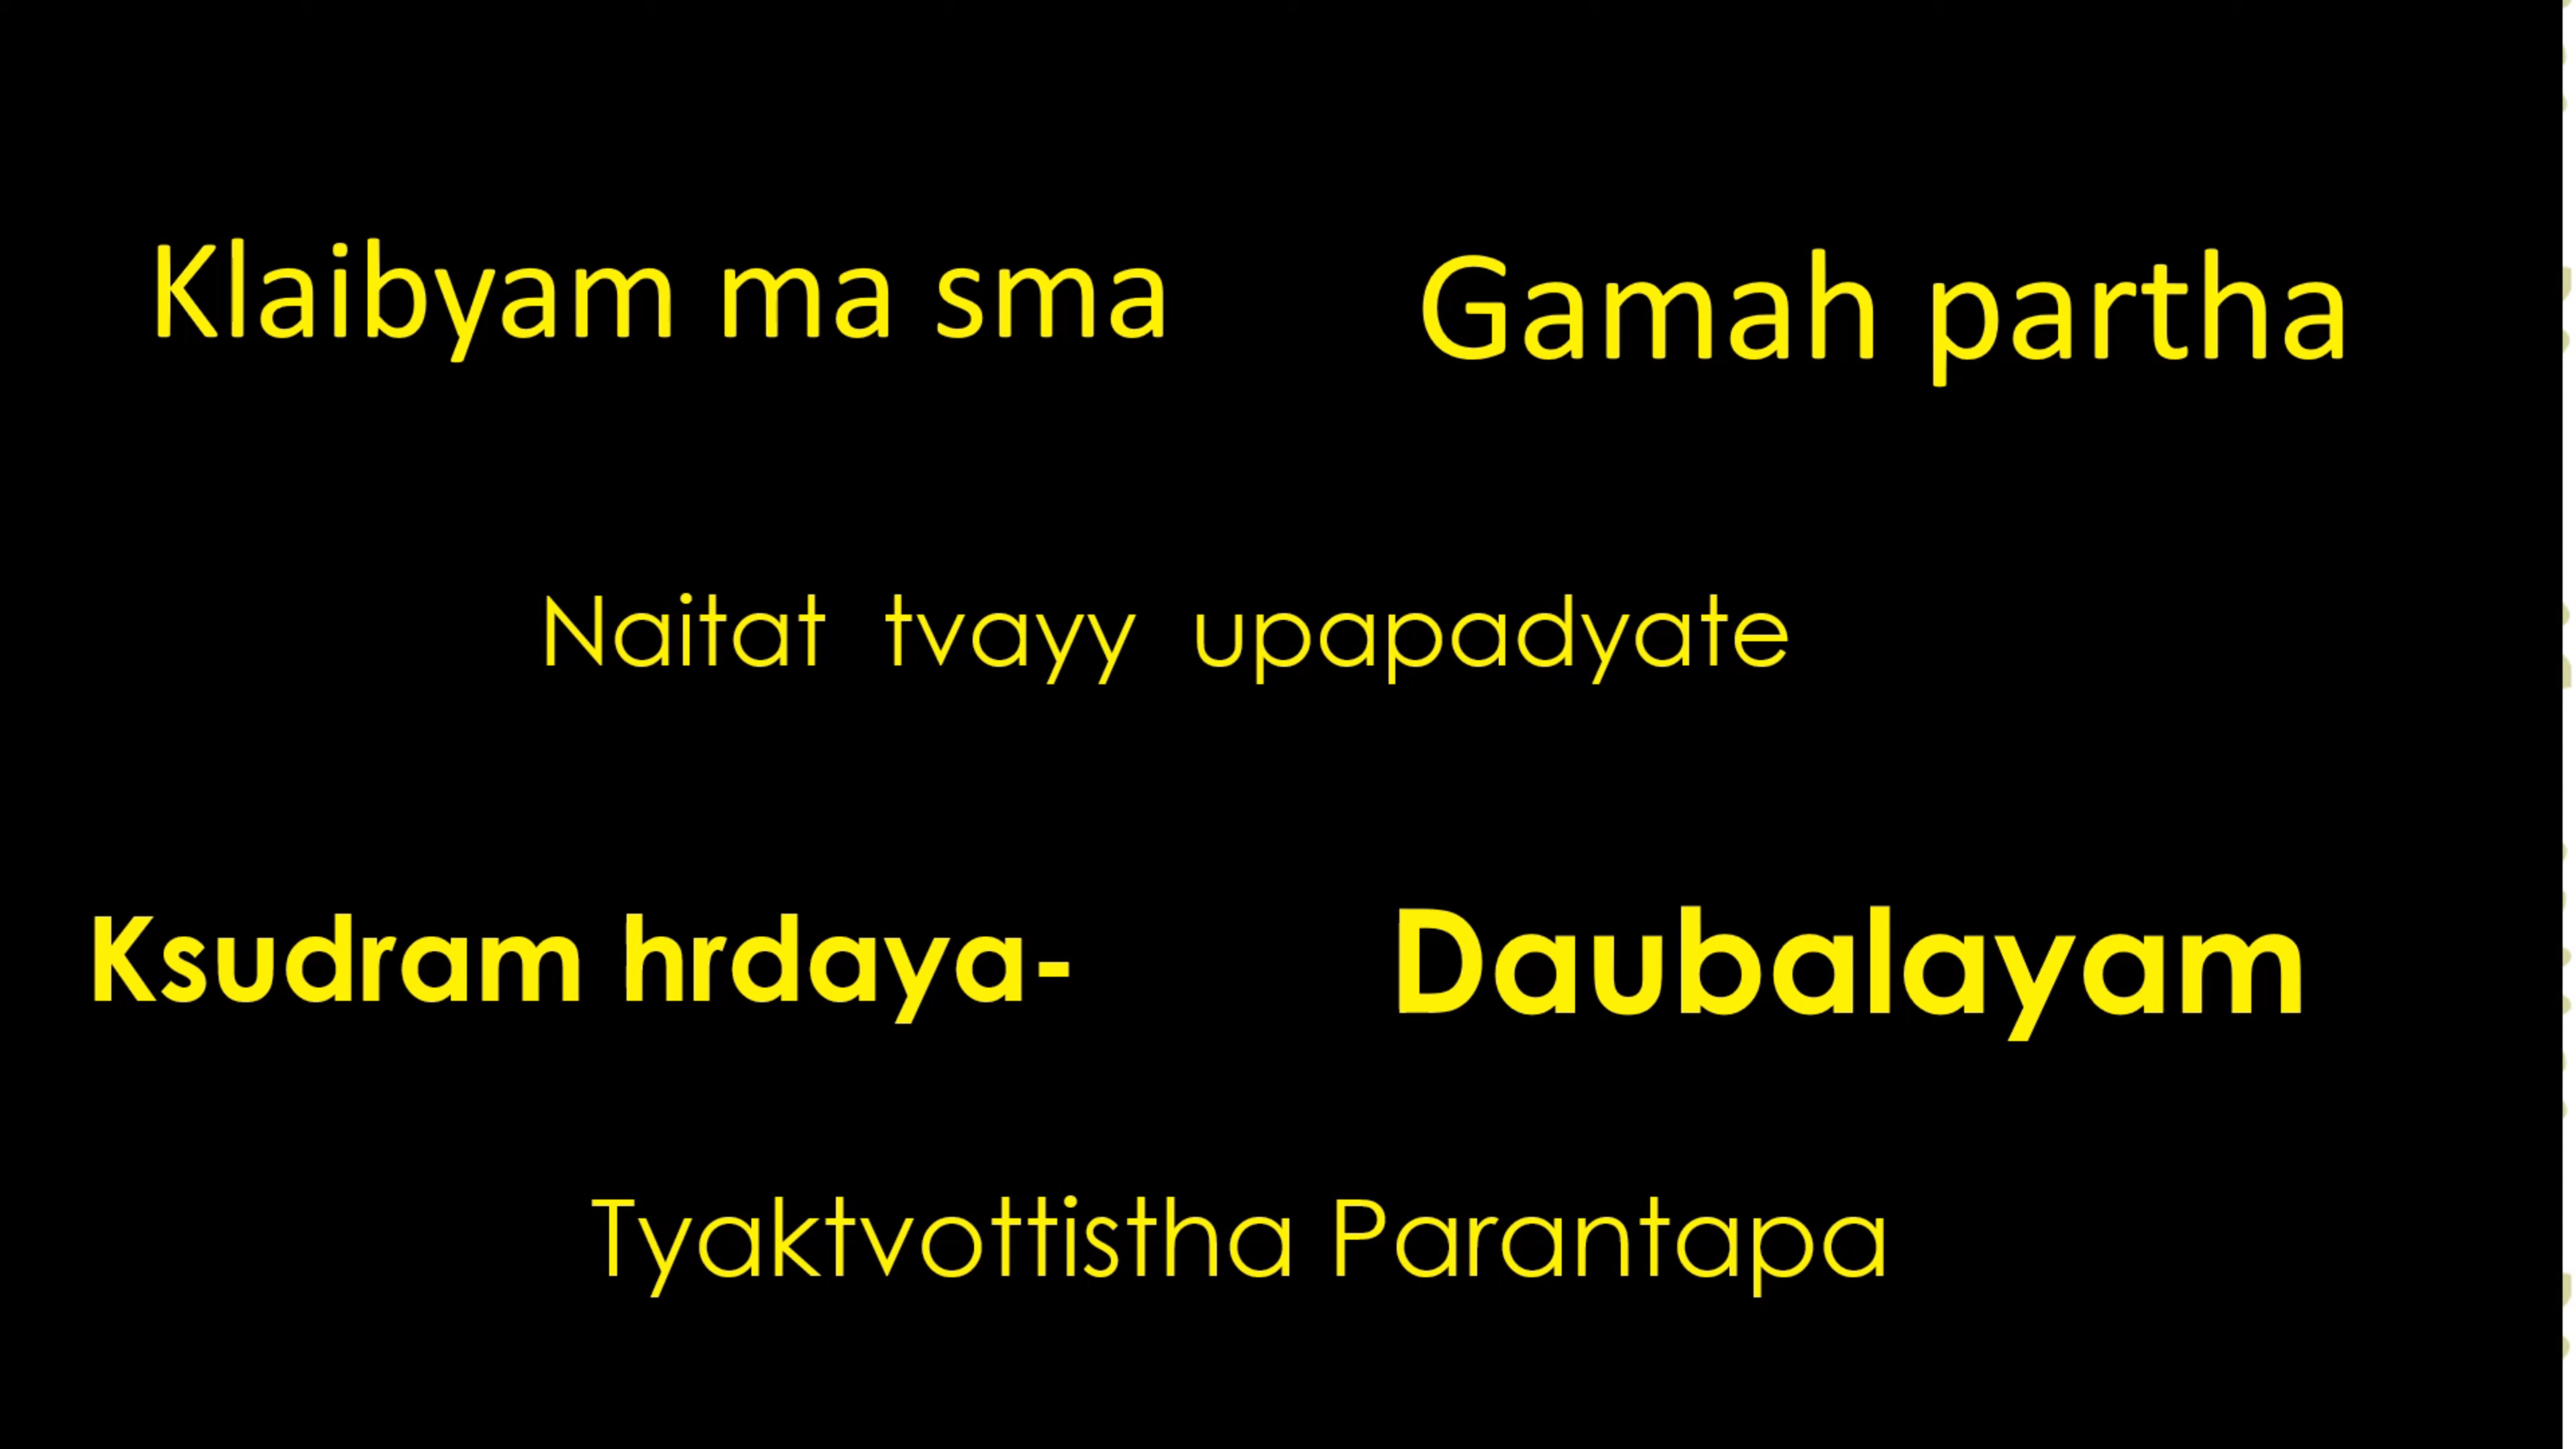 Klaibyam ma sma Gamah partha
Naitat tvayy upapadyate
Ksudram hrdaya- Daubalayam
Tyaktvottistha Parantapa